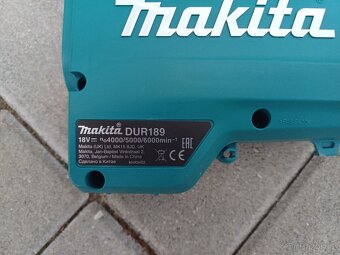 makita
makita DUR189
18V n₀4000/5000/6000min⁻¹
Makita (UK) Ltd, MK15 8JD, UK
Makita, Jan-Baptist Vinkstraat 2,
3070, Belgium / Made in China
Сделано в Китае
EAC